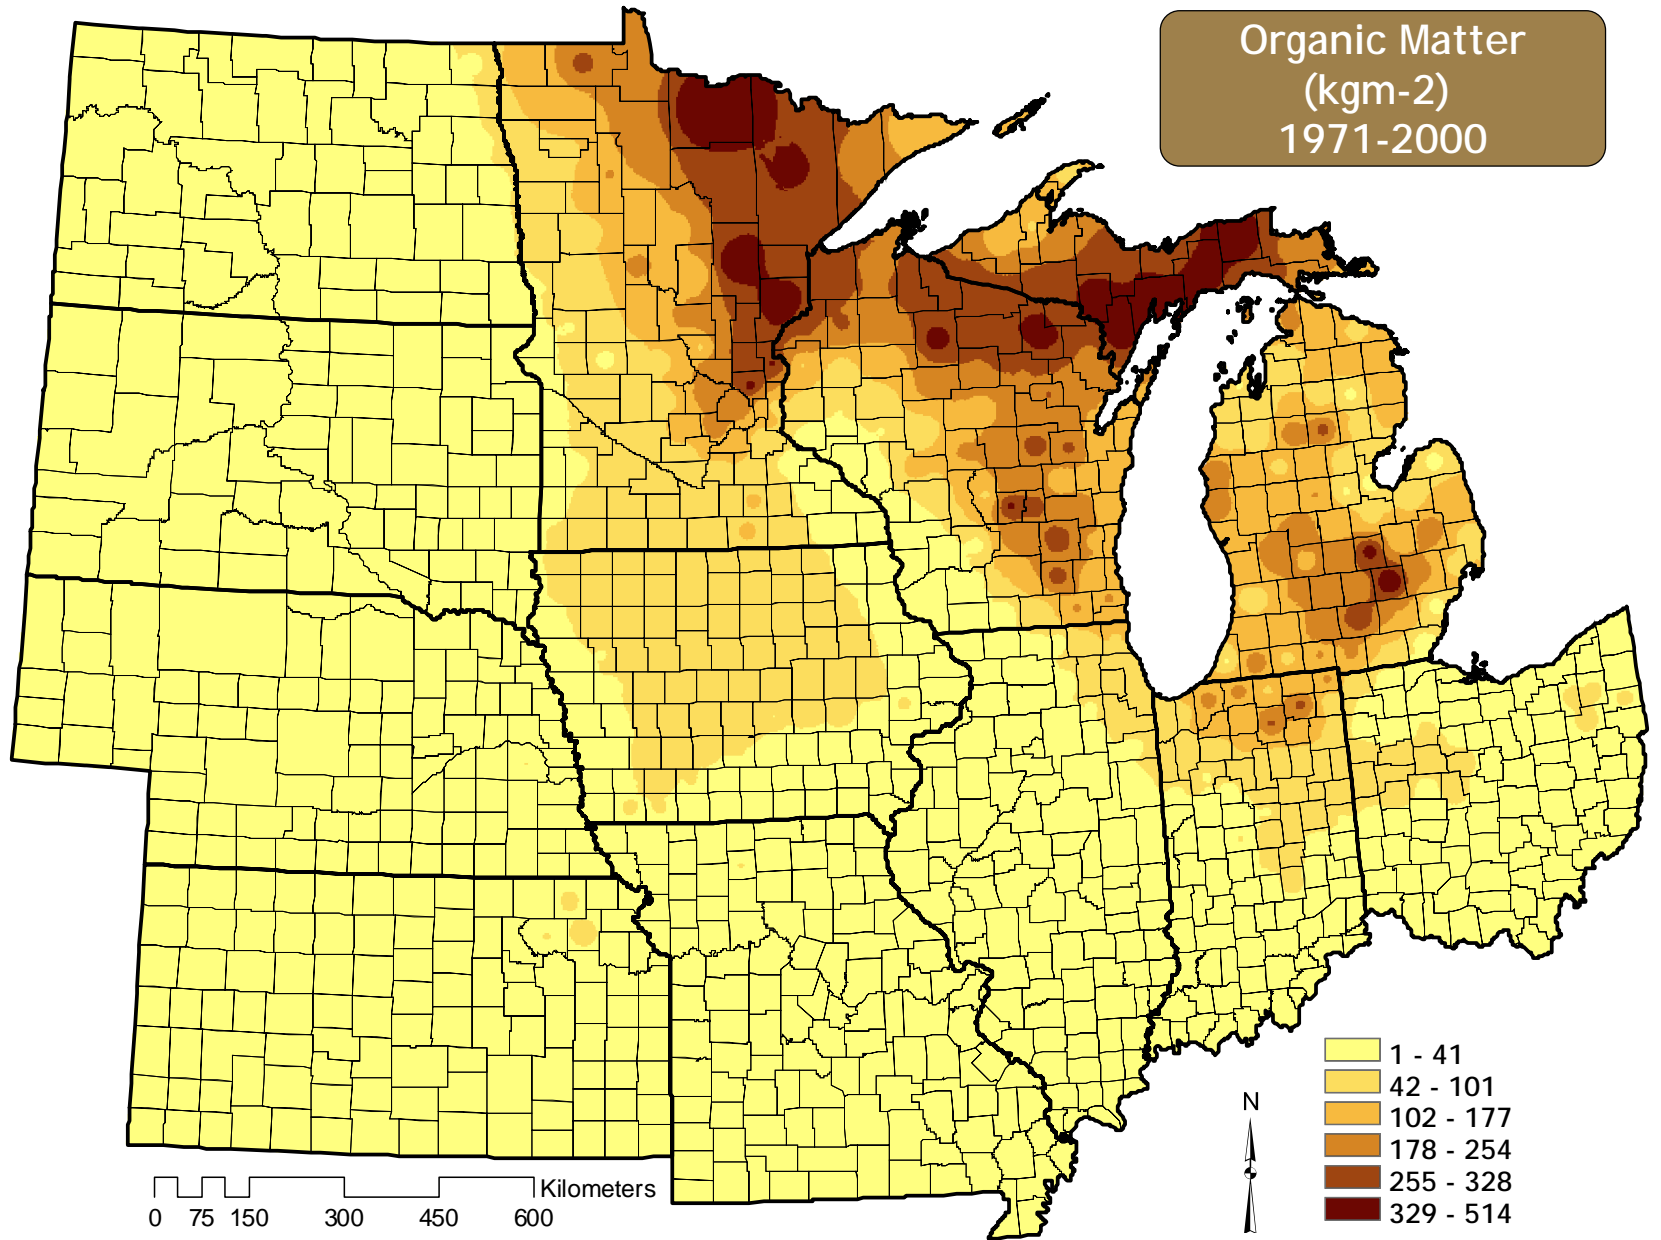 Organic Matter
(kgm-2)
1971-2000
1 - 41
42 - 101
102 - 177
178 - 254
255 - 328
329 - 514
N
Kilometers
0 75 150 300 450 600